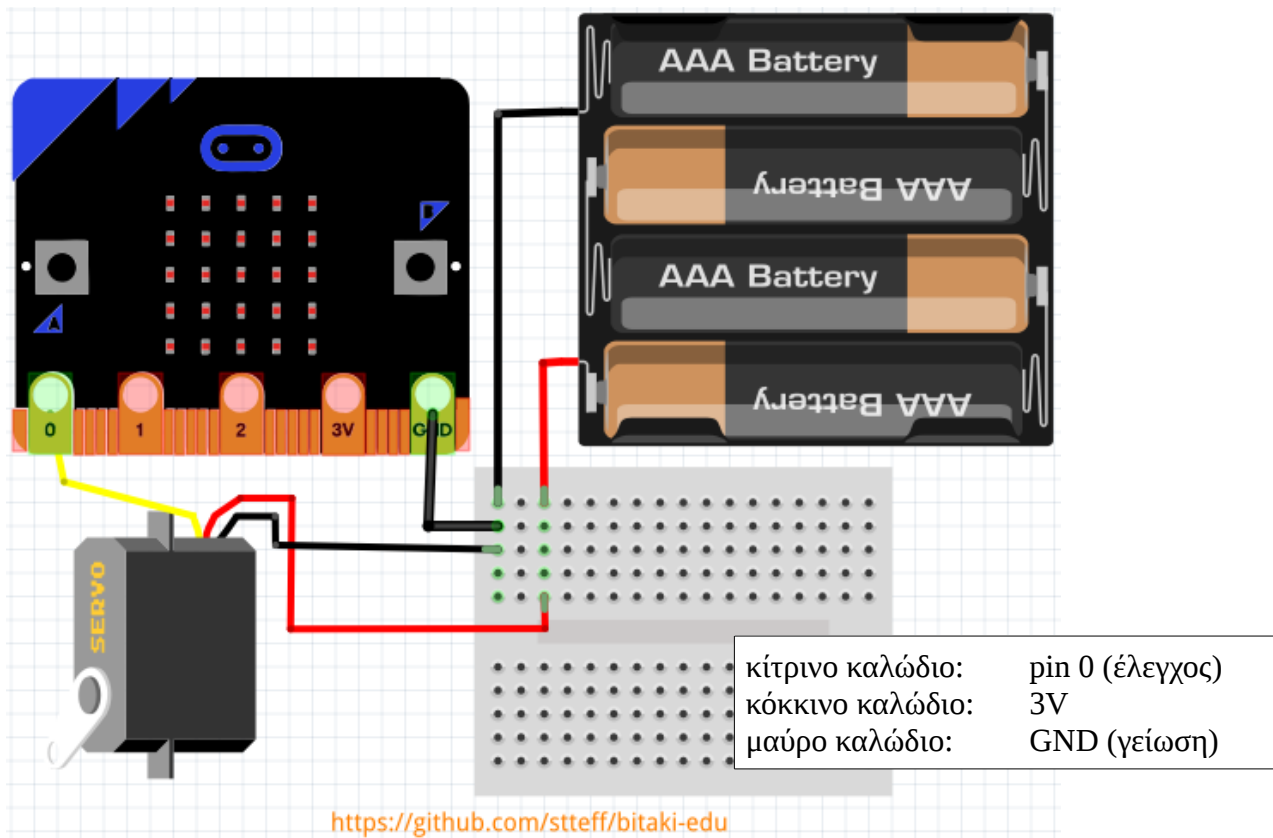 AAA Battery
AAA Battery
AAA Battery
AAA Battery
A
B
0 1 2 3V GND
SERVO
κίτρινο καλώδιο: pin 0 (έλεγχος)
κόκκινο καλώδιο: 3V
μαύρο καλώδιο: GND (γείωση)
https://github.com/stteff/bitaki-edu